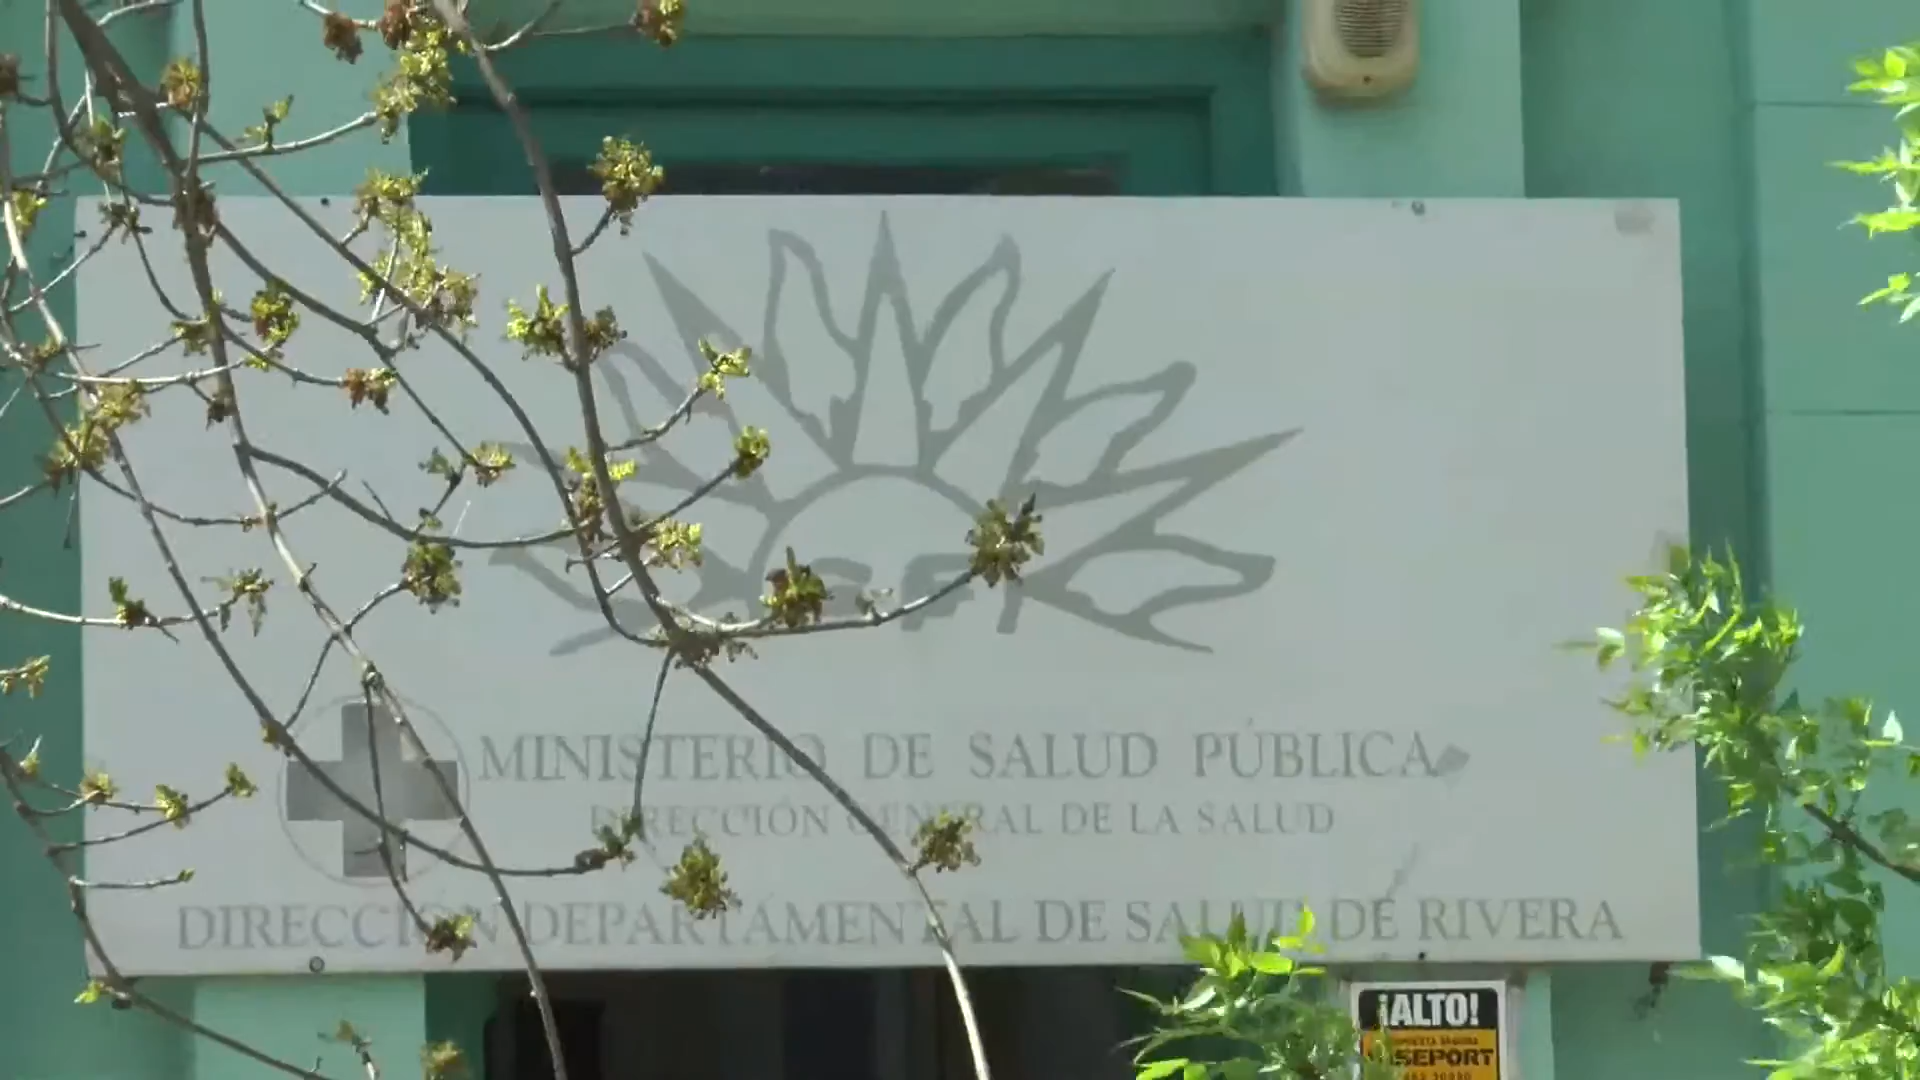 MINISTERIO DE SALUD PÚBLICA
DIRECCIÓN GENERAL DE LA SALUD
DIRECCIÓN DEPARTAMENTAL DE SALUD DE RIVERA
¡ALTO!